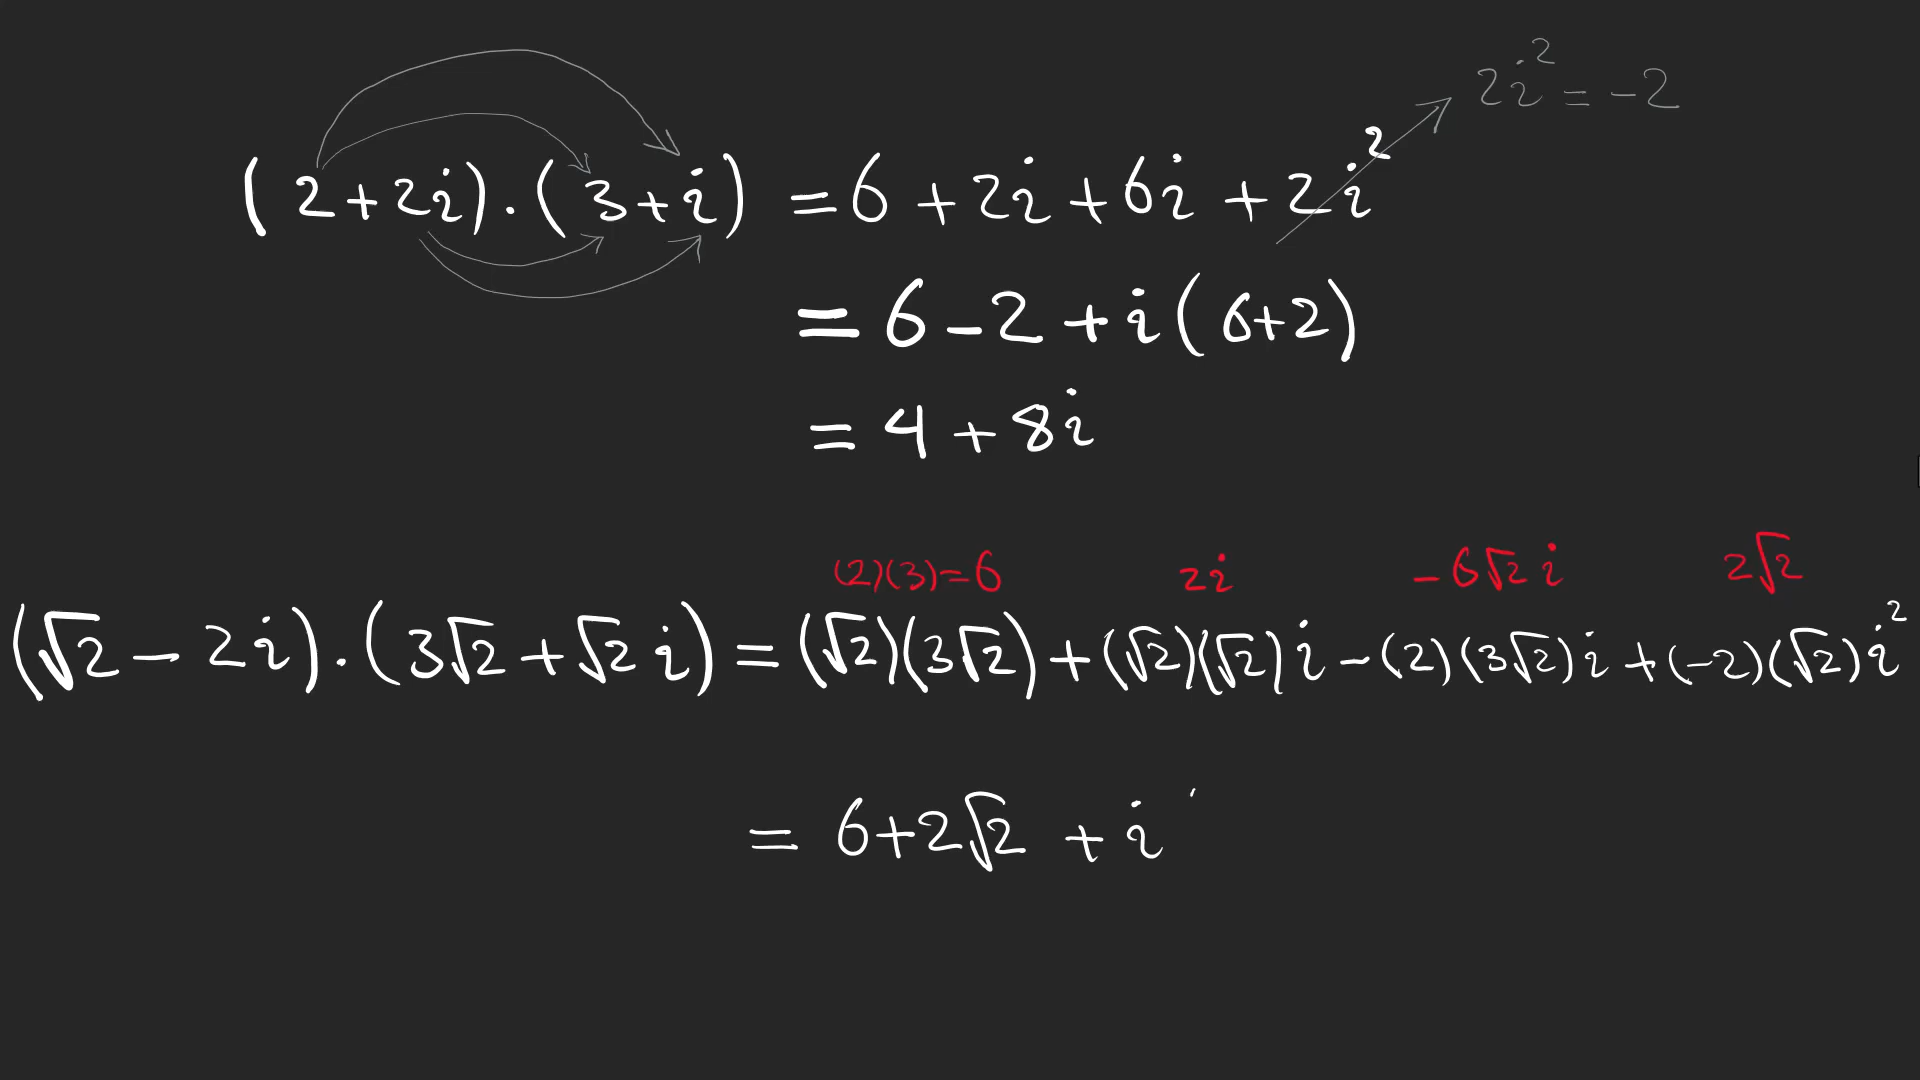 2i² = -2
(2+2i)·(3+i) = 6 + 2i + 6i + 2i²
= 6 - 2 + i(6+2)
= 4 + 8i
(2)(3)=6 2i -6√2 i 2√2
(√2 - 2i)·(3√2 + √2 i) = (√2)(3√2) + (√2)(√2)i - (2)(3√2)i + (-2)(√2)i²
= 6+2√2 + i